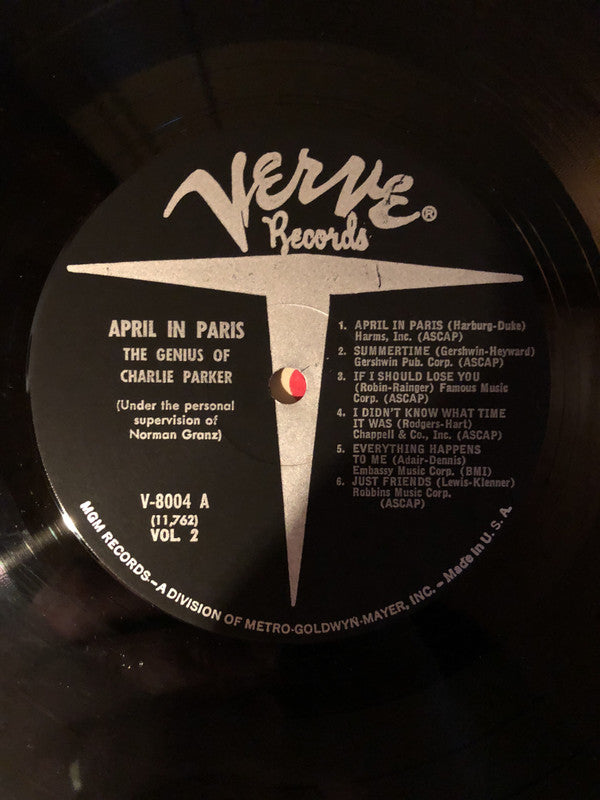 Verve®
Records
APRIL IN PARIS
THE GENIUS OF
CHARLIE PARKER
(Under the personal
supervision of
Norman Granz)
V-8004 A
(11,762)
VOL. 2
1. APRIL IN PARIS (Harburg-Duke)
Harms, Inc. (ASCAP)
2. SUMMERTIME (Gershwin-Heyward)
Gershwin Pub. Corp. (ASCAP)
3. IF I SHOULD LOSE YOU
(Robin-Rainger) Famous Music
Corp. (ASCAP)
4. I DIDN'T KNOW WHAT TIME
IT WAS (Rodgers-Hart)
Chappell & Co., Inc. (ASCAP)
5. EVERYTHING HAPPENS
TO ME (Adair-Dennis)
Embassy Music Corp. (BMI)
6. JUST FRIENDS (Lewis-Klenner)
Robbins Music Corp.
(ASCAP)
MGM RECORDS.—A DIVISION OF METRO-GOLDWYN-MAYER, INC. – Made in U. S. A.